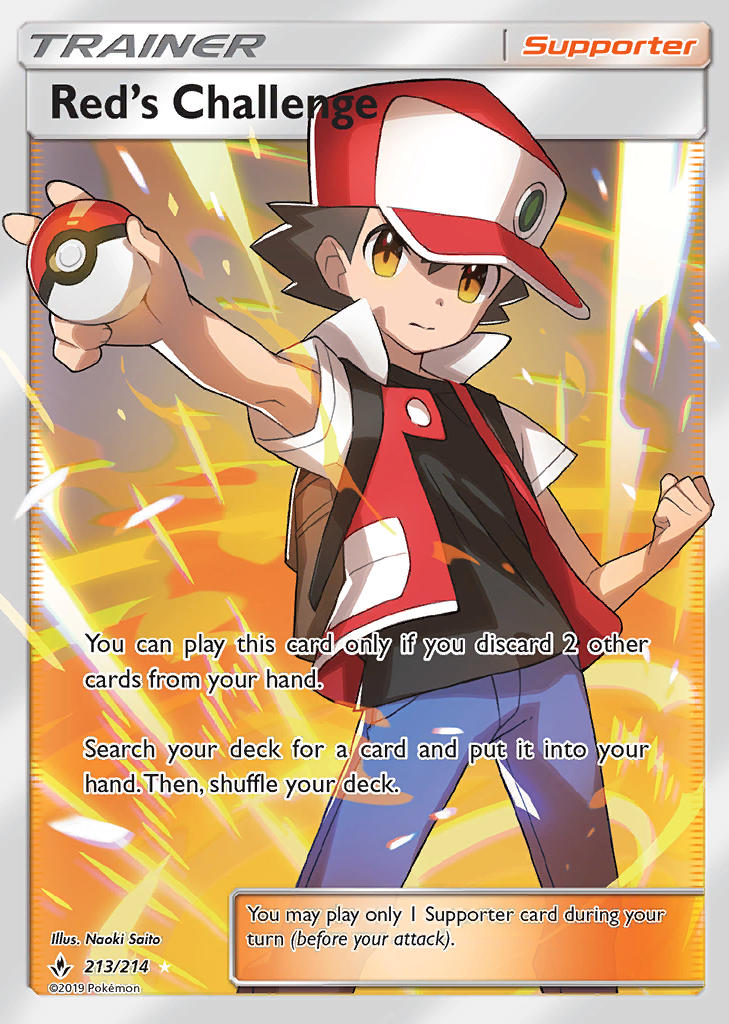 TRAINER
Supporter
Red's Challenge
You can play this card only if you discard 2 other
cards from your hand.
Search your deck for a card and put it into your
hand. Then, shuffle your deck.
You may play only 1 Supporter card during your
turn (before your attack).
Illus. Naoki Saito
213/214
©2019 Pokémon